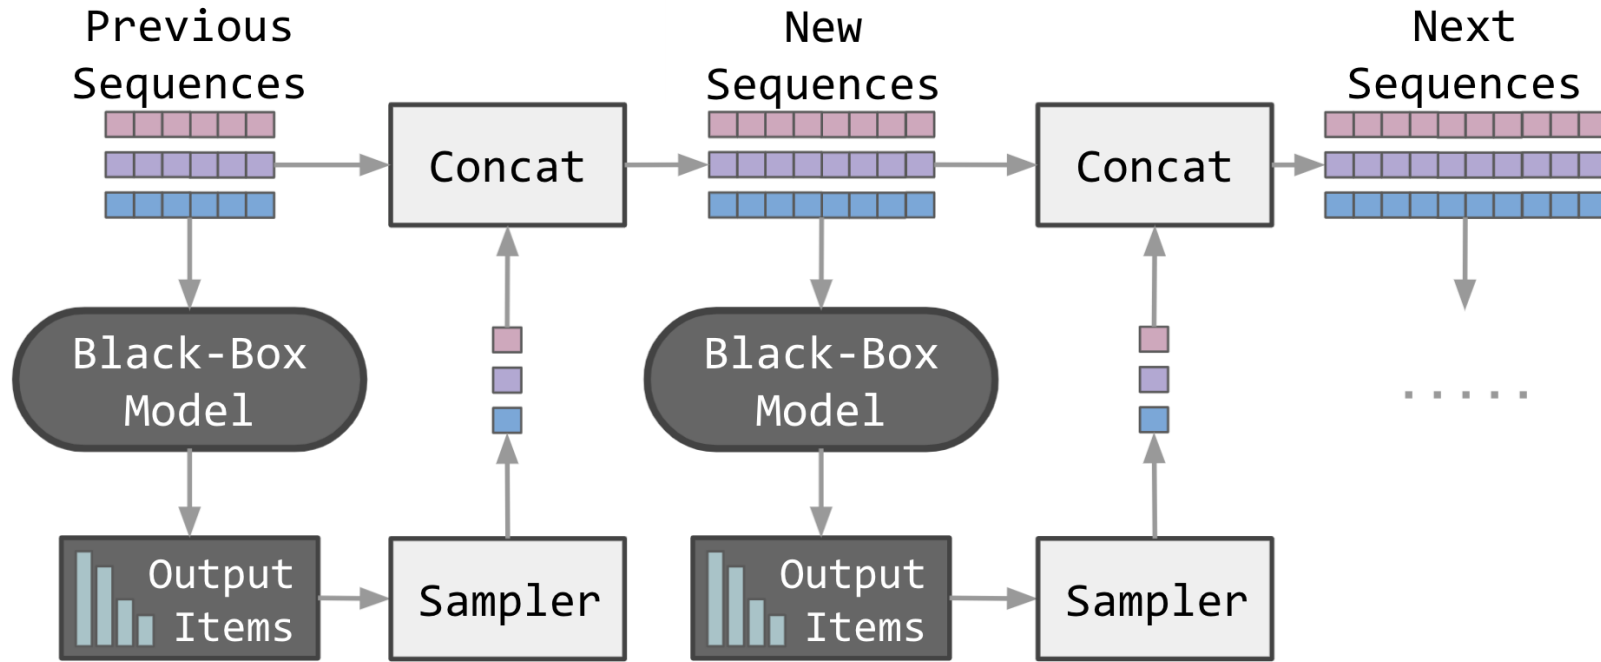 Previous
Sequences
New
Sequences
Next
Sequences
Concat
Concat
Black-Box
Model
Black-Box
Model
.....
Output
Items
Sampler
Output
Items
Sampler